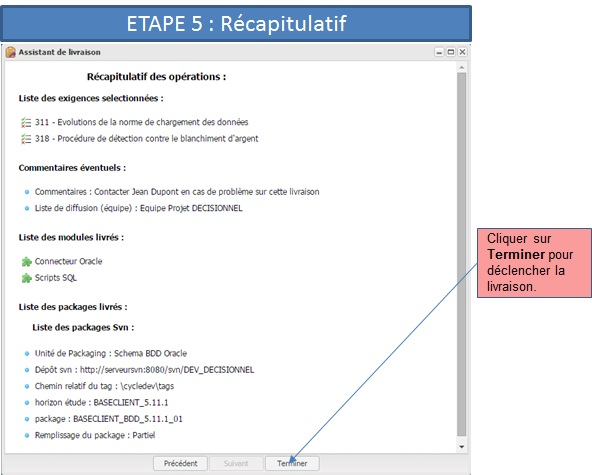 ETAPE 5 : Récapitulatif
Assistant de livraison
Récapitulatif des opérations :
Liste des exigences selectionnées :
311 - Evolutions de la norme de chargement des données
318 - Procédure de détection contre le blanchiment d'argent
Commentaires éventuels :
Commentaires : Contacter Jean Dupont en cas de problème sur cette livraison
Liste de diffusion (équipe) : Equipe Projet DECISIONNEL
Liste des modules livrés :
Connecteur Oracle
Scripts SQL
Liste des packages livrés :
Liste des packages Svn :
Unité de Packaging : Schema BDD Oracle
Dépôt svn : http://serveursvn:8080/svn/DEV_DECISIONNEL
Chemin relatif du tag : \cycledev\tags
horizon étude : BASECLIENT_5.11.1
package : BASECLIENT_BDD_5.11.1_01
Remplissage du package : Partiel
Précédent
Suivant
Terminer
Cliquer sur
Terminer pour
déclencher la
livraison.